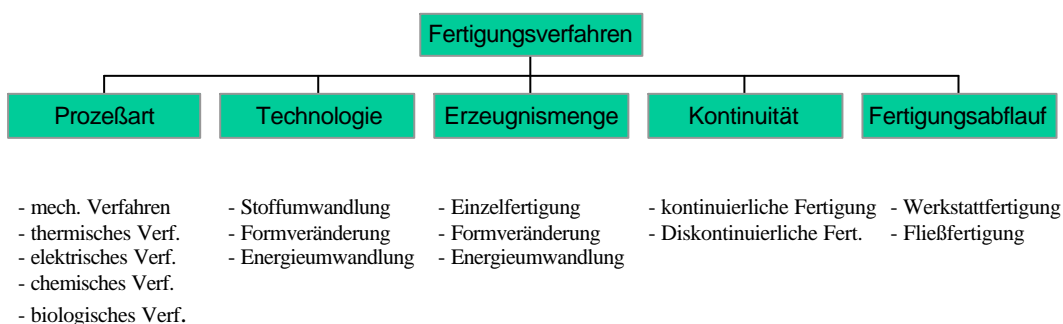 Fertigungsverfahren
Prozeßart
Technologie
Erzeugnismenge
Kontinuität
Fertigungsabflauf
- mech. Verfahren
- thermisches Verf.
- elektrisches Verf.
- chemisches Verf.
- biologisches Verf.
- Stoffumwandlung
- Formveränderung
- Energieumwandlung
- Einzelfertigung
- Formveränderung
- Energieumwandlung
- kontinuierliche Fertigung
- Diskontinuierliche Fert.
- Werkstattfertigung
- Fließfertigung